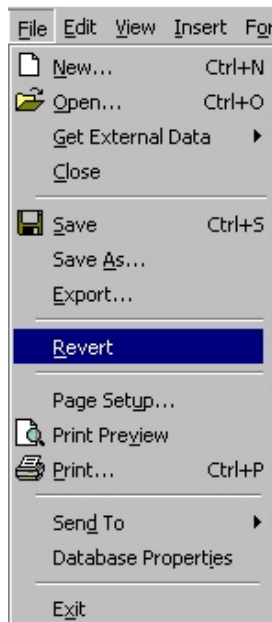 File Edit View Insert For
New... Ctrl+N
Open... Ctrl+O
Get External Data
Close
Save Ctrl+S
Save As...
Export...
Revert
Page Setup...
Print Preview
Print... Ctrl+P
Send To
Database Properties
Exit